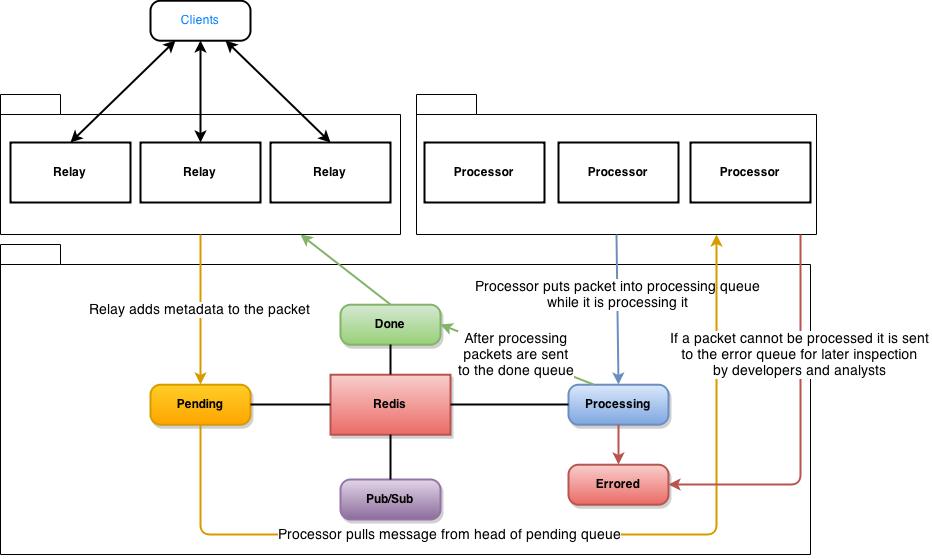 Clients
Relay
Relay
Relay
Processor
Processor
Processor
Relay adds metadata to the packet
Processor puts packet into processing queue
while it is processing it
Done
After processing
packets are sent
to the done queue
If a packet cannot be processed it is sent
to the error queue for later inspection
by developers and analysts
Pending
Redis
Processing
Pub/Sub
Errored
Processor pulls message from head of pending queue